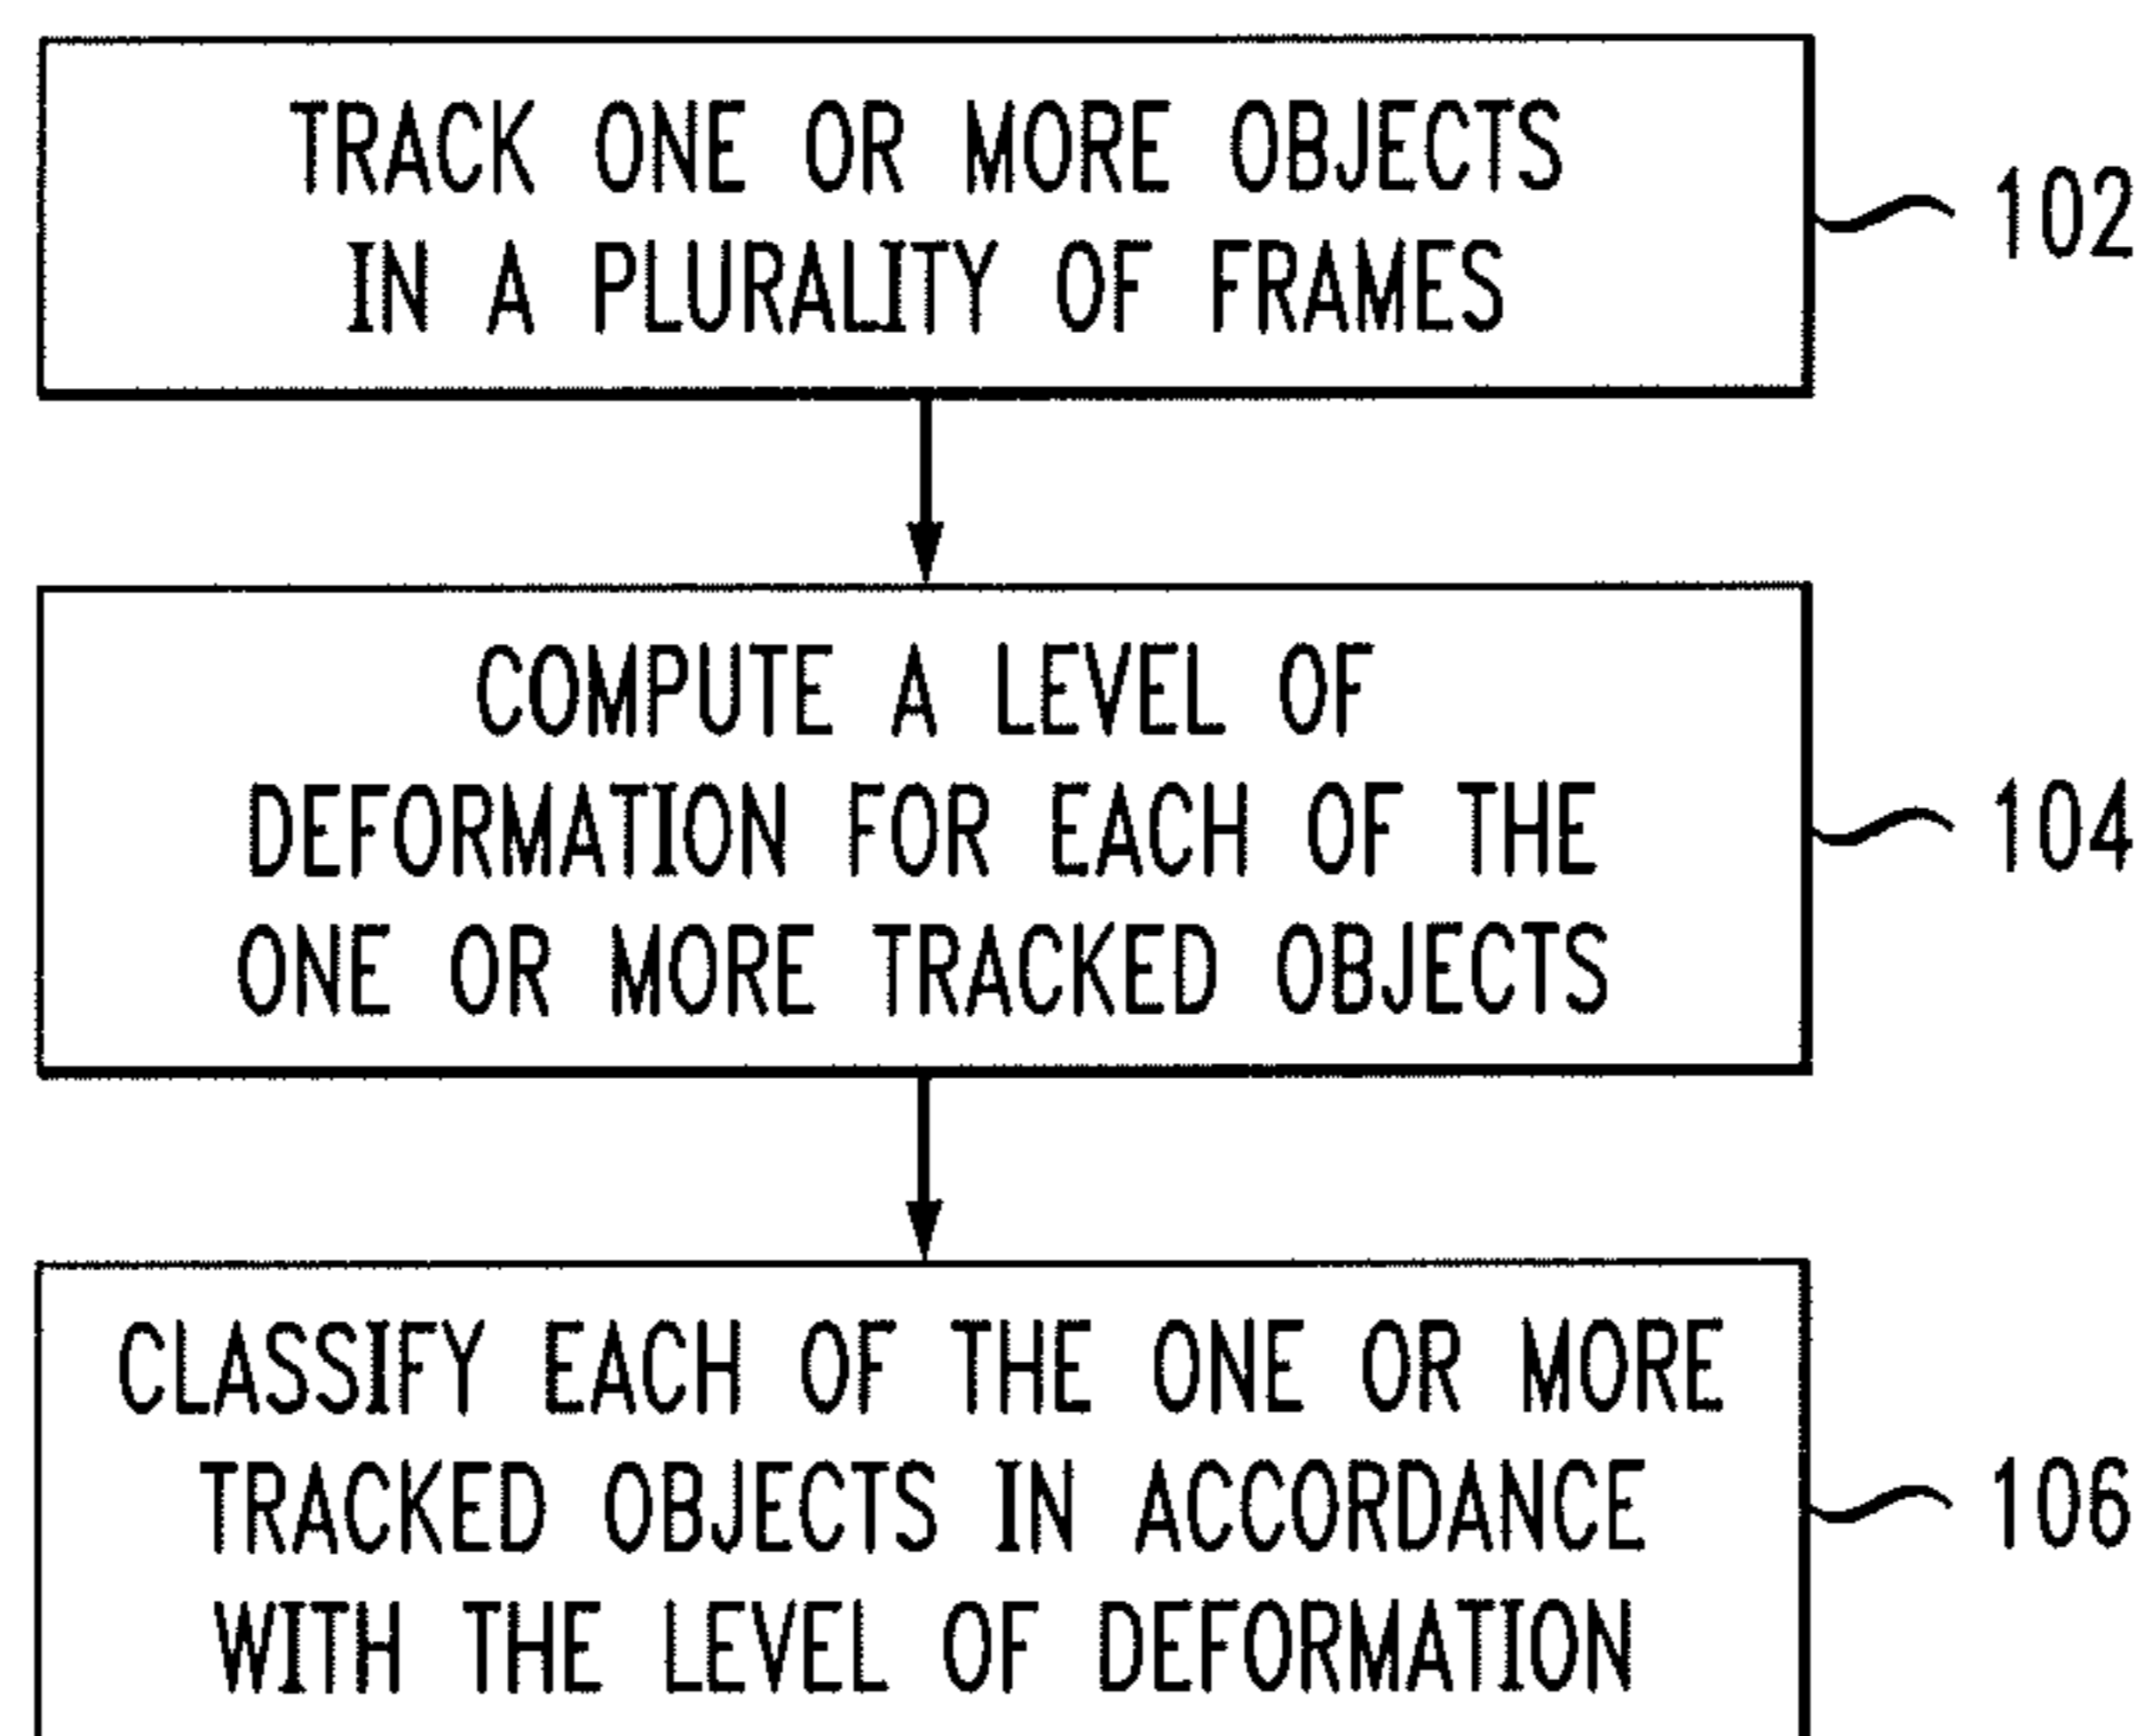 TRACK ONE OR MORE OBJECTS
IN A PLURALITY OF FRAMES
102
COMPUTE A LEVEL OF
DEFORMATION FOR EACH OF THE
ONE OR MORE TRACKED OBJECTS
104
CLASSIFY EACH OF THE ONE OR MORE
TRACKED OBJECTS IN ACCORDANCE
WITH THE LEVEL OF DEFORMATION
106